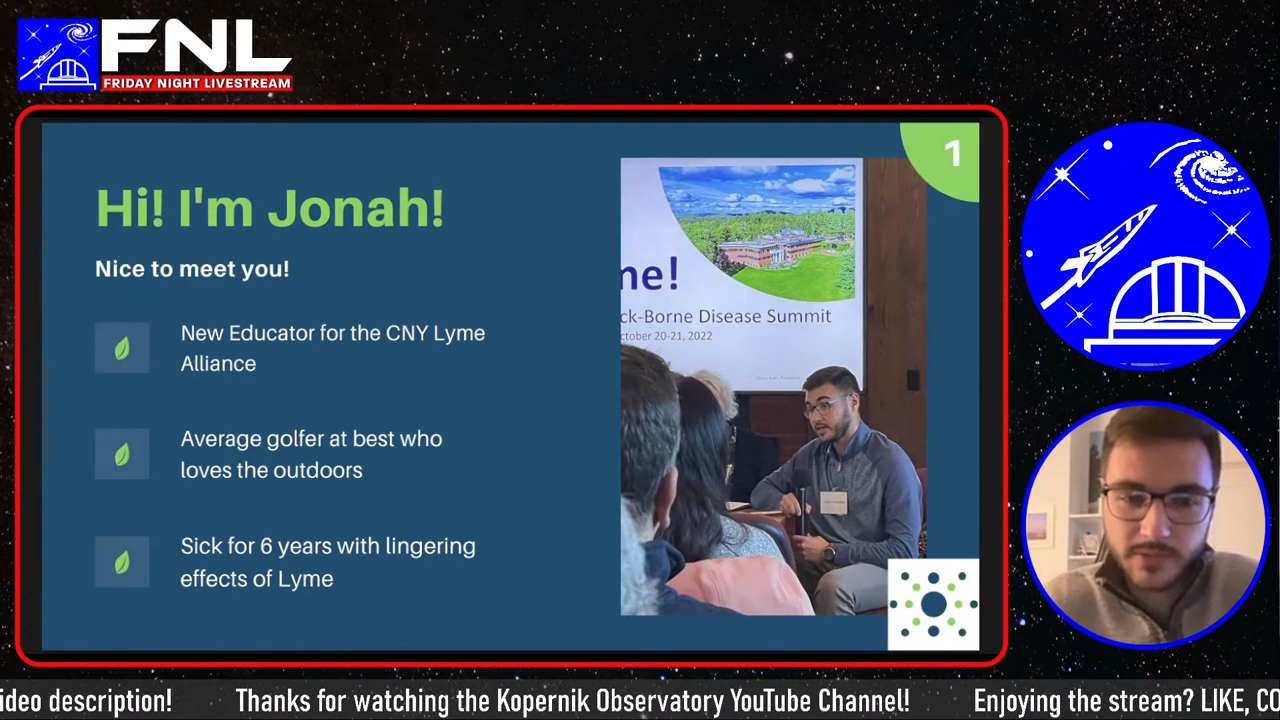 FNL
FRIDAY NIGHT LIVESTREAM
1
Hi! I'm Jonah!
Nice to meet you!
New Educator for the CNY Lyme
Alliance
Average golfer at best who
loves the outdoors
Sick for 6 years with lingering
effects of Lyme
me!
ck-Borne Disease Summit
ctober 20-21, 2022
ideo description! Thanks for watching the Kopernik Observatory YouTube Channel! Enjoying the stream? LIKE, CO